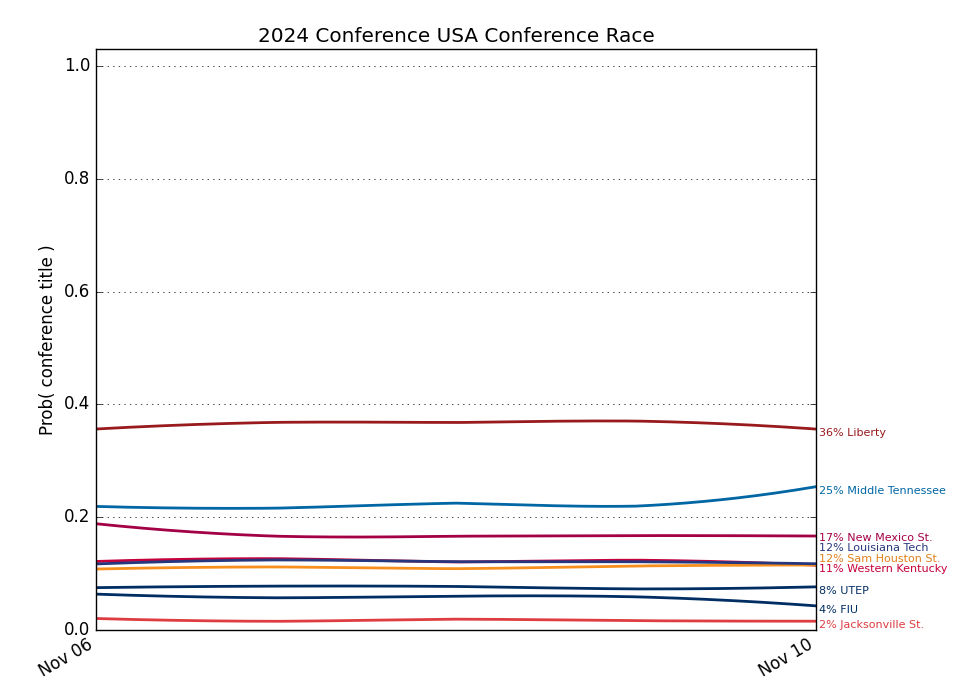 2024 Conference USA Conference Race
1.0
0.8
0.6
0.4
0.2
0.0
Prob( conference title )
36% Liberty
25% Middle Tennessee
17% New Mexico St.
12% Louisiana Tech
12% Sam Houston St.
11% Western Kentucky
8% UTEP
4% FIU
2% Jacksonville St.
Nov 06
Nov 10